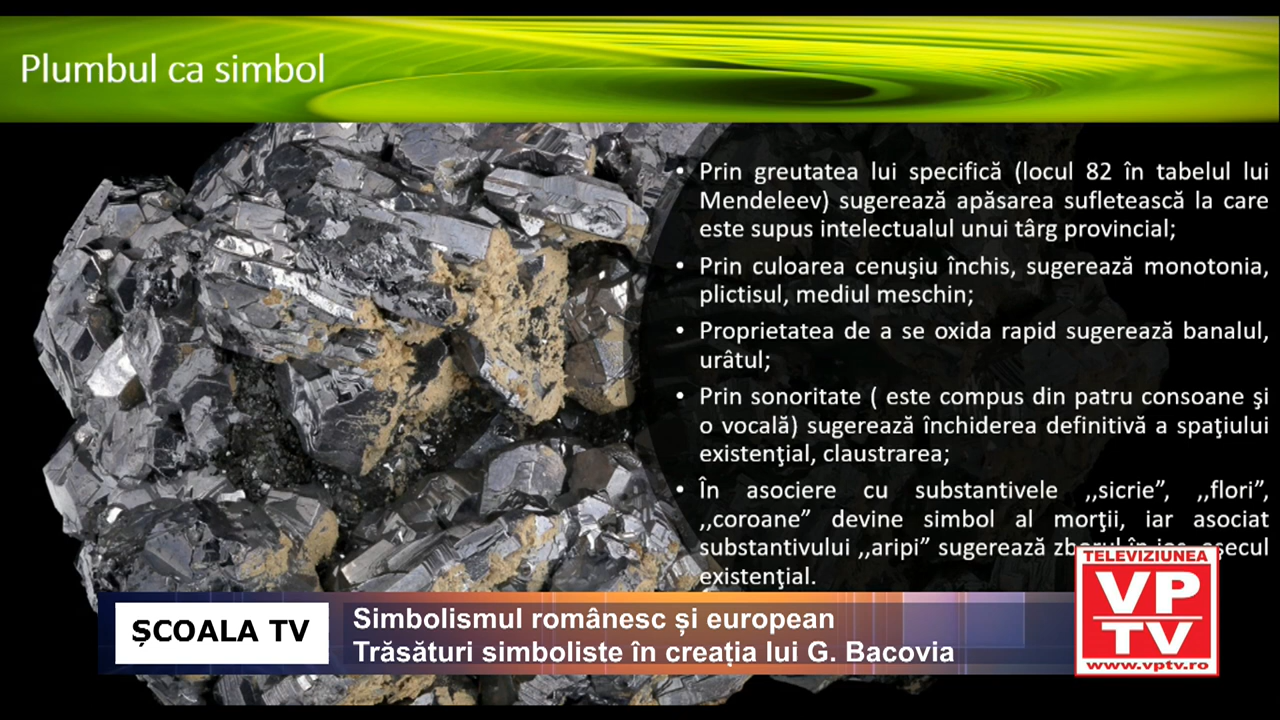 Plumbul ca simbol
• Prin greutatea lui specifică (locul 82 în tabelul lui
Mendeleev) sugerează apăsarea sufletească la care
este supus intelectualul unui târg provincial;
• Prin culoarea cenuşiu închis, sugerează monotonia,
plictisul, mediul meschin;
• Proprietatea de a se oxida rapid sugerează banalul,
urâtul;
• Prin sonoritate ( este compus din patru consoane şi
o vocală) sugerează închiderea definitivă a spaţiului
existenţial, claustrarea;
• În asociere cu substantivele ,,sicrie”, ,,flori”,
,,coroane” devine simbol al morţii, iar asociat
substantivului ,,aripi” sugerează
existenţial.
TELEVIZIUNEA
VP
TV
www.vptv.ro
ȘCOALA TV
Simbolismul românesc și european
Trăsături simboliste în creația lui G. Bacovia